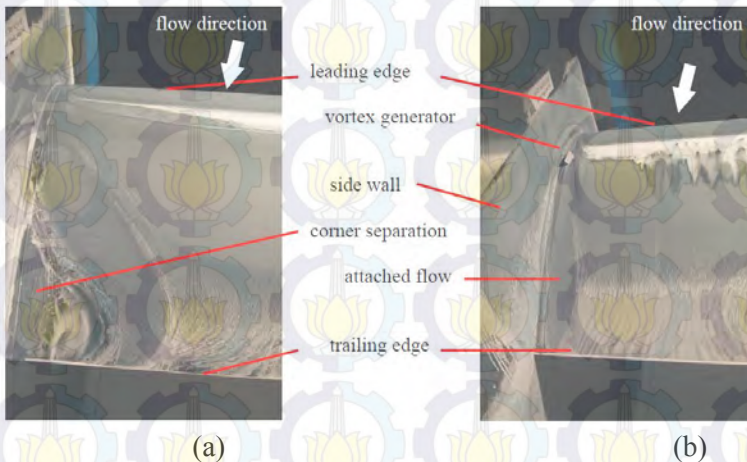 flow direction
flow direction
leading edge
vortex generator
side wall
corner separation
attached flow
trailing edge
(a)
(b)